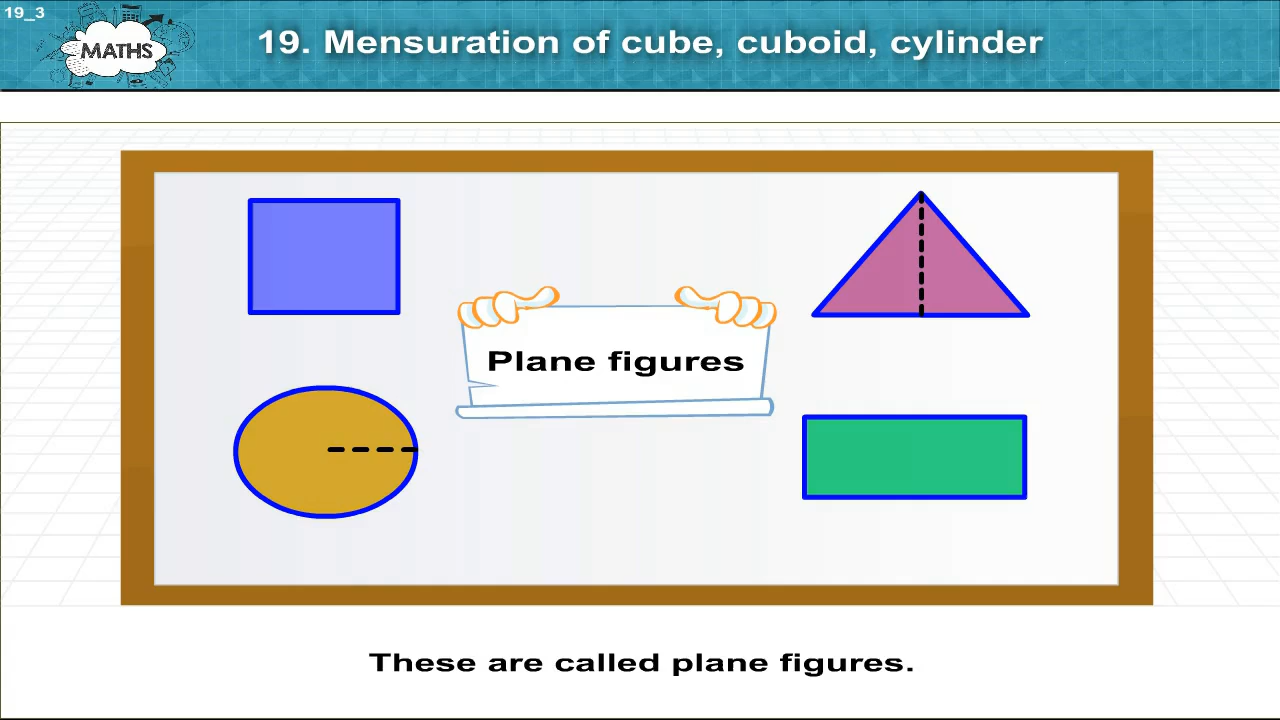 19_3
MATHS
19. Mensuration of cube, cuboid, cylinder
Plane figures
These are called plane figures.